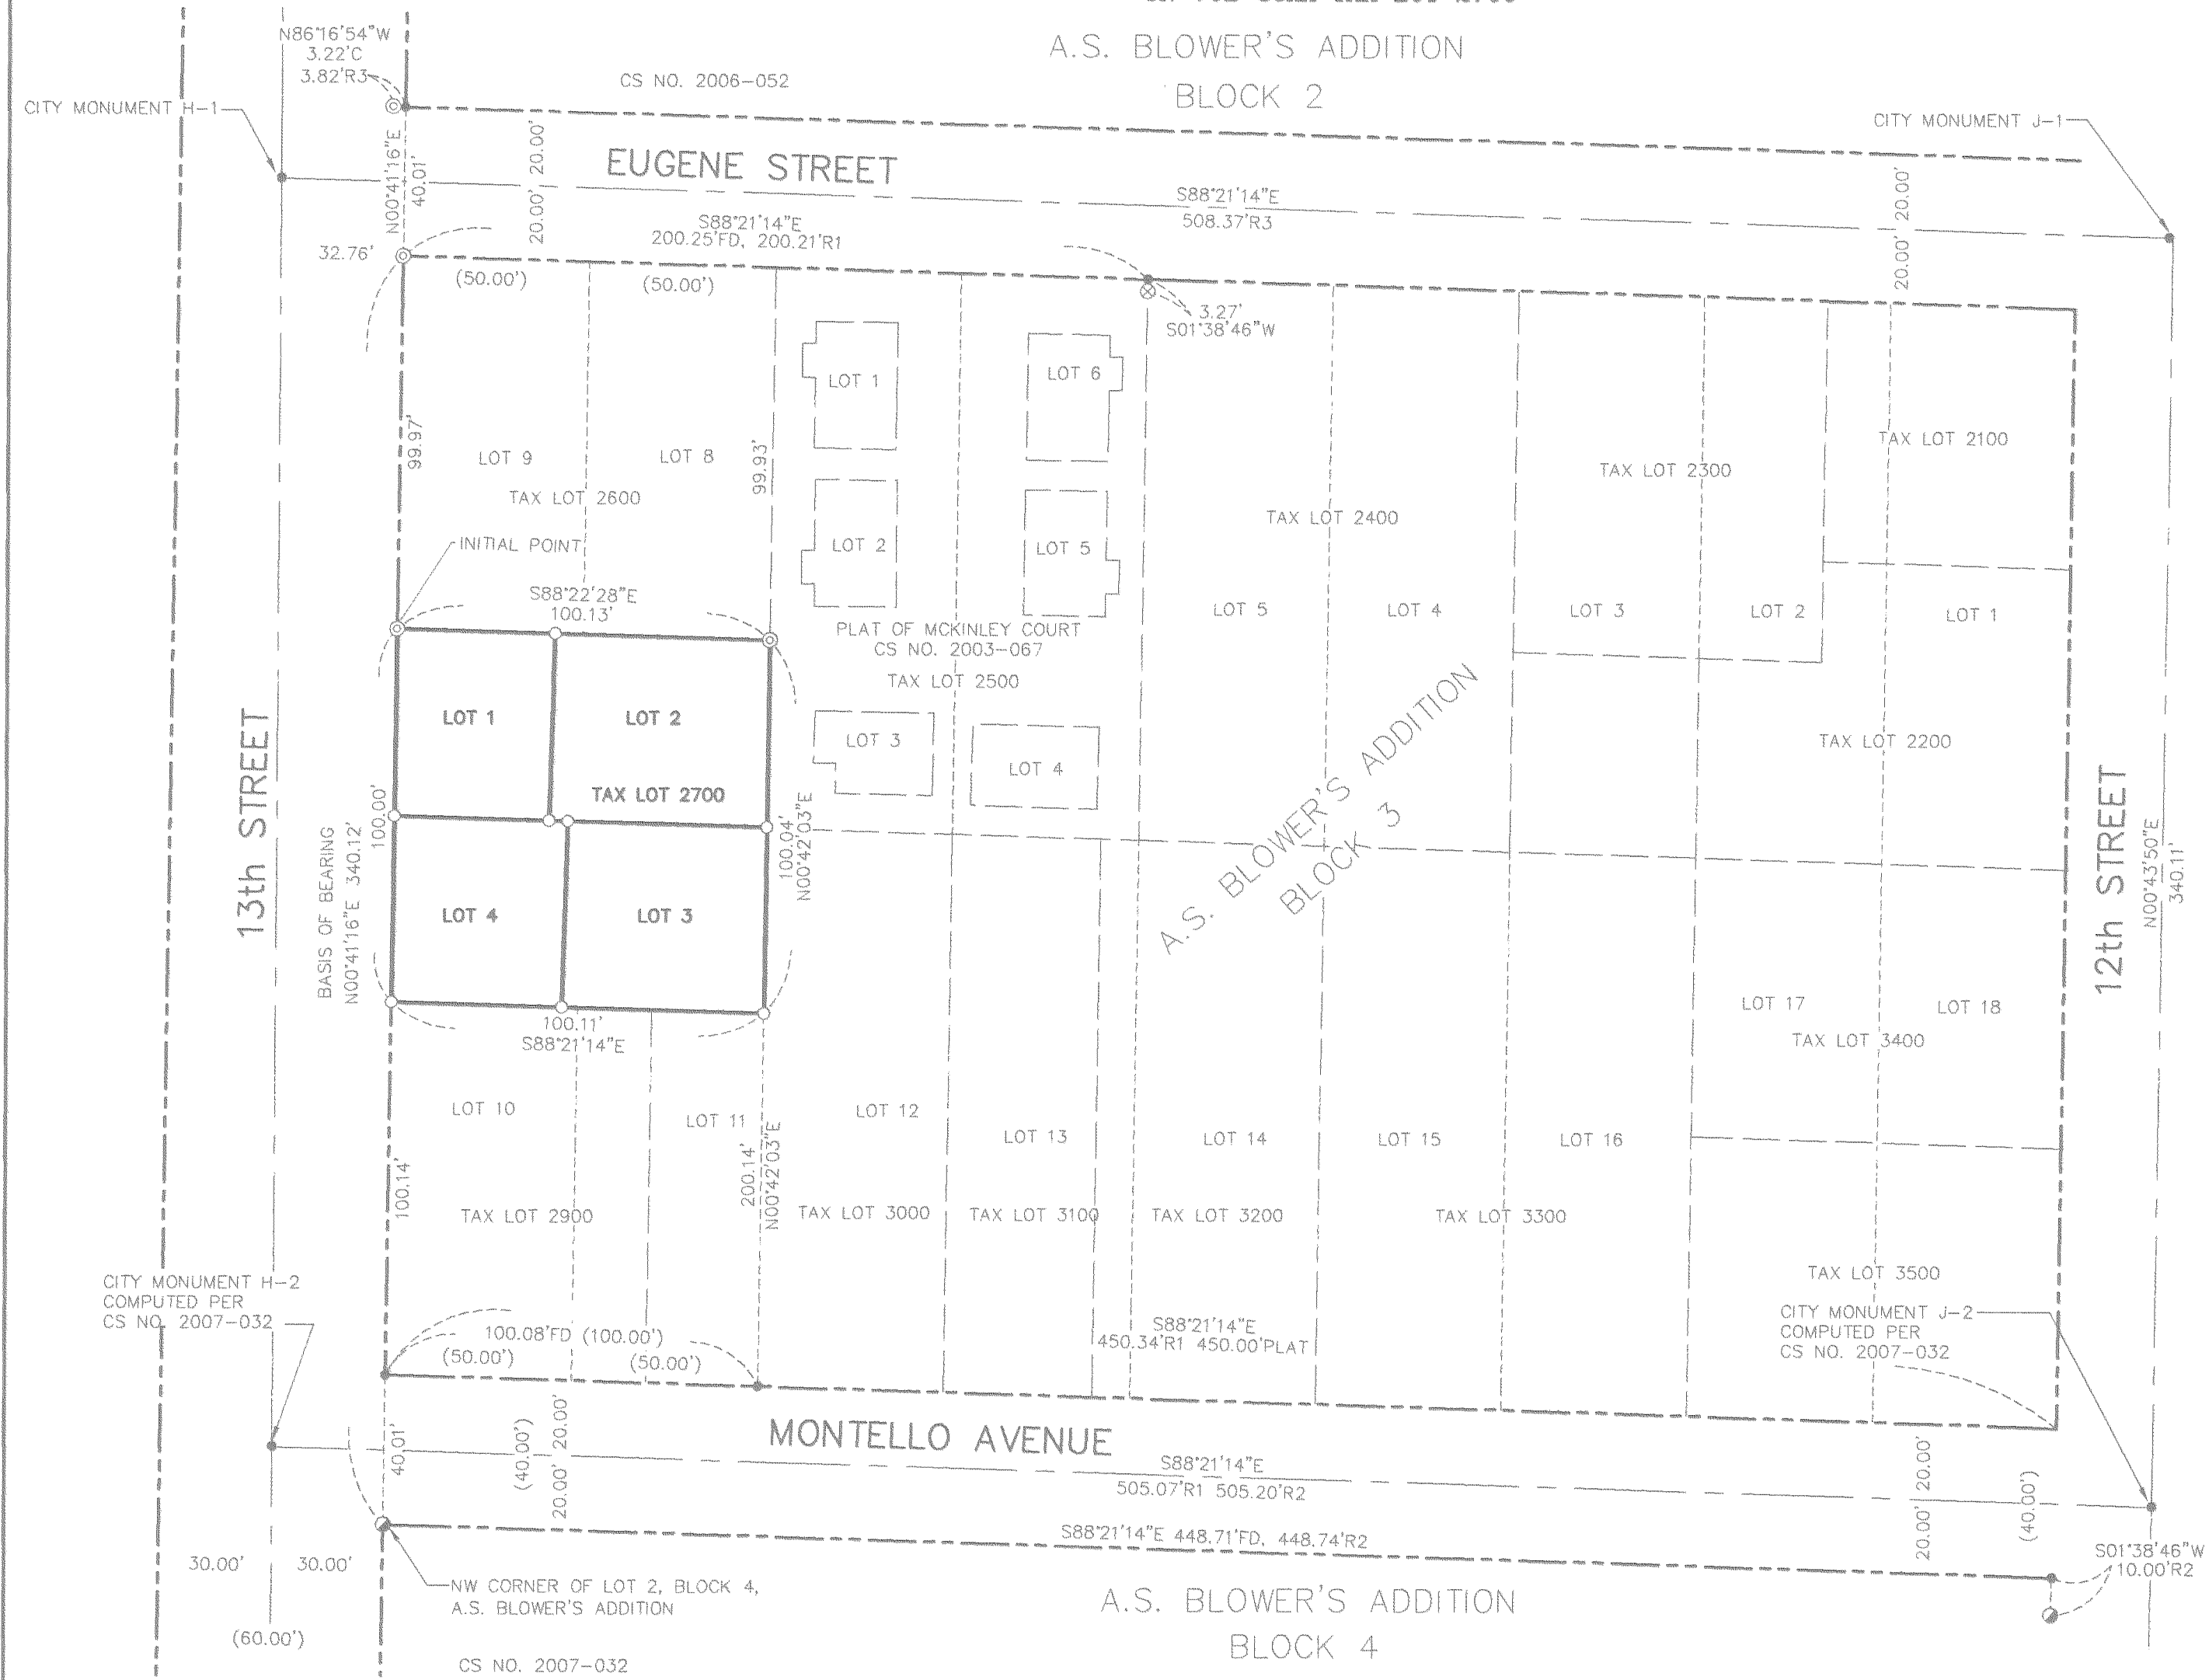 N86°16'54"W
3.22'C
3.82'R3
CS NO. 2006-052
A.S. BLOWER'S ADDITION
BLOCK 2
CITY MONUMENT H-1
CITY MONUMENT J-1
N00°41'16"E
40.01'
20.00'
20.00'
EUGENE STREET
S88°21'14"E
508.37'R3
20.00'
20.00'
32.76'
S88°21'14"E
200.25'FD, 200.21'R1
(50.00')
(50.00')
3.27'
S01°38'46"W
LOT 1
LOT 6
99.97'
LOT 9
LOT 8
99.93'
TAX LOT 2600
TAX LOT 2400
TAX LOT 2300
TAX LOT 2100
INITIAL POINT
LOT 2
LOT 5
S88°22'28"E
100.13'
LOT 5
LOT 4
LOT 3
LOT 2
LOT 1
PLAT OF MCKINLEY COURT
CS NO. 2003-067
TAX LOT 2500
LOT 1
LOT 2
TAX LOT 2700
LOT 3
LOT 4
TAX LOT 2200
A.S. BLOWER'S ADDITION
BLOCK 3
13th STREET
BASIS OF BEARING
N00°41'16"E 340.12'
100.00'
100.04'
N00°42'03"E
12th STREET
N00°43'50"E
340.11'
LOT 4
LOT 3
100.11'
S88°21'14"E
LOT 17
LOT 18
TAX LOT 3400
LOT 10
LOT 11
LOT 12
LOT 13
LOT 14
LOT 15
LOT 16
100.14'
200.14'
N00°42'03"E
TAX LOT 2900
TAX LOT 3000
TAX LOT 3100
TAX LOT 3200
TAX LOT 3300
TAX LOT 3500
CITY MONUMENT H-2
COMPUTED PER
CS NO. 2007-032
100.08'FD (100.00')
(50.00')
(50.00')
S88°21'14"E
450.34'R1 450.00'PLAT
CITY MONUMENT J-2
COMPUTED PER
CS NO. 2007-032
40.01'
(40.00')
20.00'
20.00'
MONTELLO AVENUE
S88°21'14"E
505.07'R1 505.20'R2
20.00'
20.00'
(40.00')
S88°21'14"E 448.71'FD, 448.74'R2
S01°38'46"W
10.00'R2
30.00'
30.00'
(60.00')
NW CORNER OF LOT 2, BLOCK 4,
A.S. BLOWER'S ADDITION
A.S. BLOWER'S ADDITION
BLOCK 4
CS NO. 2007-032